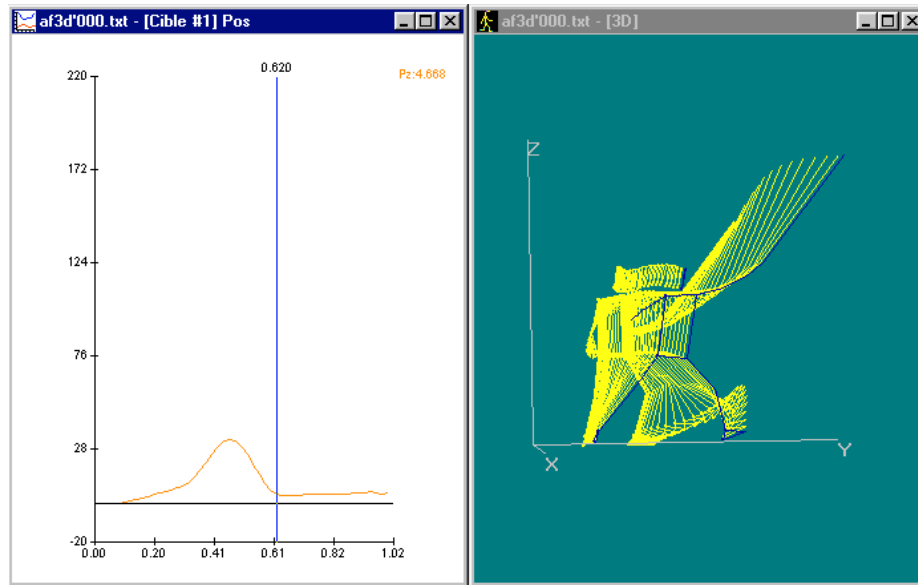 af3d'000.txt - [Cible #1] Pos
0.620
Pz:4.668
220
172
124
76
28
-20
0.00 0.20 0.41 0.61 0.82 1.02
af3d'000.txt - [3D]
Z
X
Y